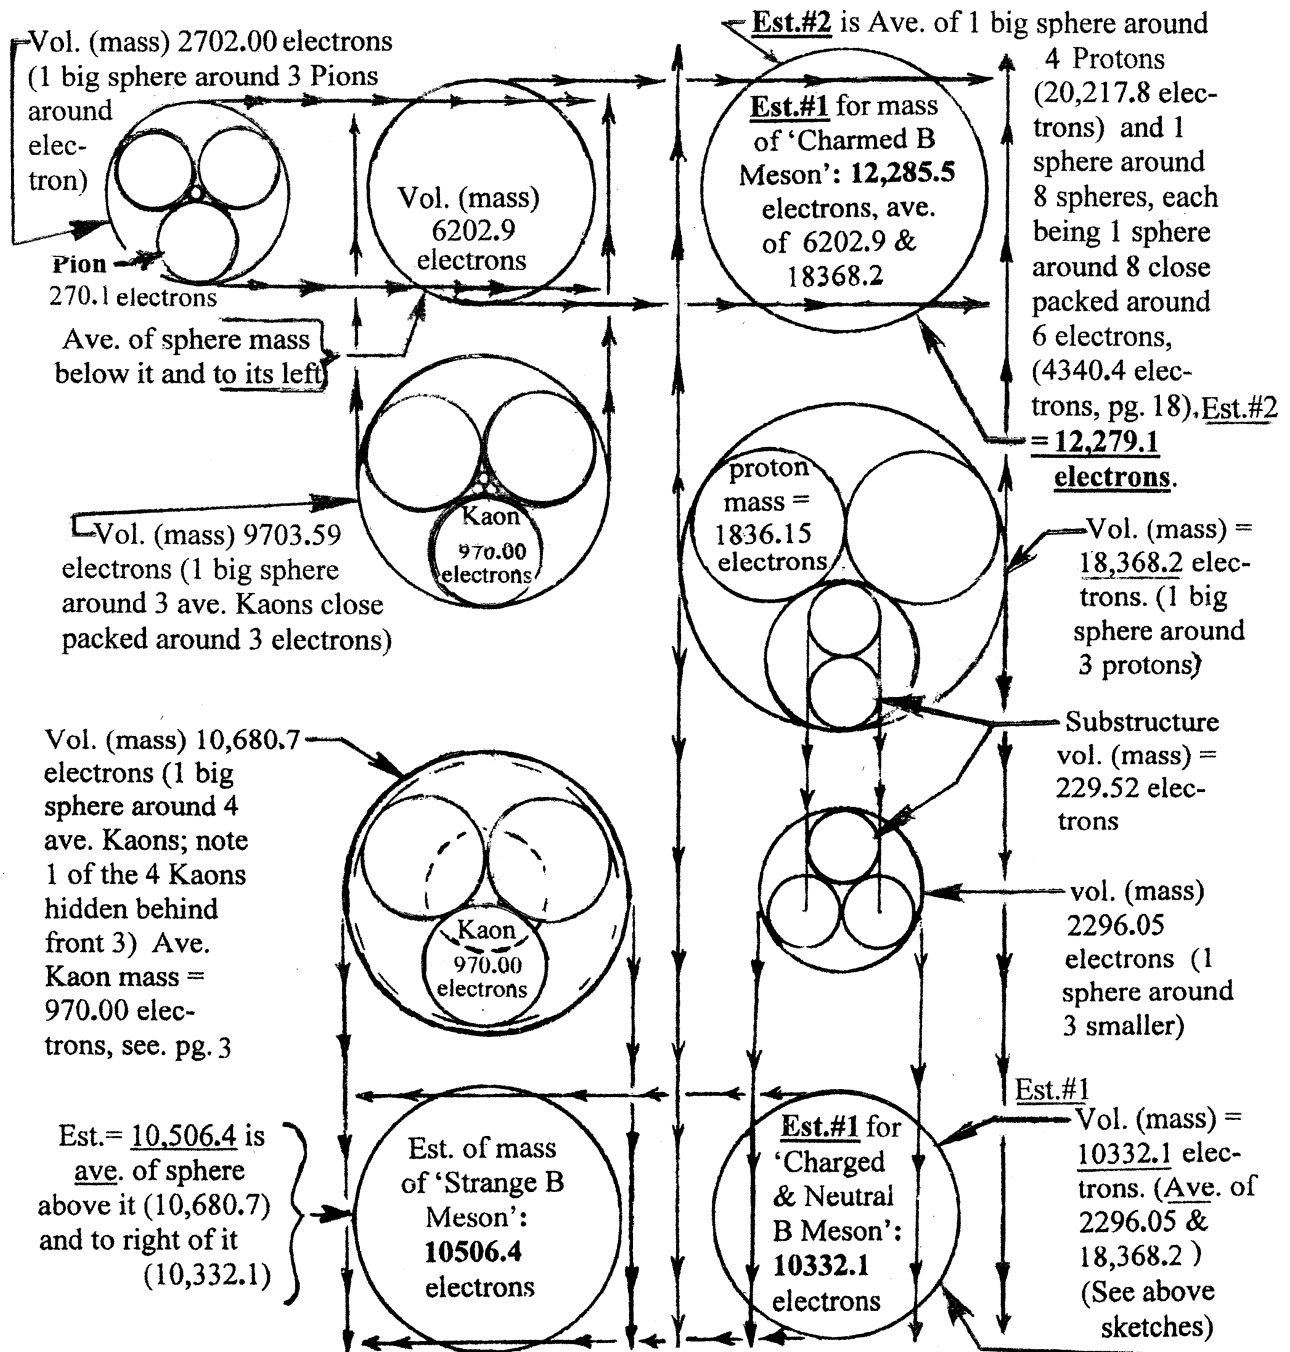 Vol. (mass) 2702.00 electrons
(1 big sphere around 3 Pions
around
elec-
tron)
Pion
270.1 electrons
Ave. of sphere mass
below it and to its left
Vol. (mass)
6202.9
electrons
Est.#2 is Ave. of 1 big sphere around
4 Protons
(20,217.8 elec-
trons) and 1
sphere around
8 spheres, each
being 1 sphere
around 8 close
packed around
6 electrons,
(4340.4 elec-
trons, pg. 18). Est.#2
= 12,279.1
electrons.
Est.#1 for mass
of ‘Charmed B
Meson’: 12,285.5
electrons, ave.
of 6202.9 &
18368.2
Kaon
970.00
electrons
Vol. (mass) 9703.59
electrons (1 big sphere
around 3 ave. Kaons close
packed around 3 electrons)
proton
mass =
1836.15
electrons
Vol. (mass) =
18,368.2 elec-
trons. (1 big
sphere around
3 protons)
Substructure
vol. (mass) =
229.52 elec-
trons
Vol. (mass) 10,680.7
electrons (1 big
sphere around 4
ave. Kaons; note
1 of the 4 Kaons
hidden behind
front 3) Ave.
Kaon mass =
970.00 elec-
trons, see. pg. 3
Kaon
970.00
electrons
vol. (mass)
2296.05
electrons (1
sphere around
3 smaller)
Est.= 10,506.4 is
ave. of sphere
above it (10,680.7)
and to right of it
(10,332.1)
Est. of mass
of ‘Strange B
Meson’:
10506.4
electrons
Est.#1 for
‘Charged
& Neutral
B Meson’:
10332.1
electrons
Est.#1
Vol. (mass) =
10332.1 elec-
trons. (Ave. of
2296.05 &
18,368.2 )
(See above
sketches)